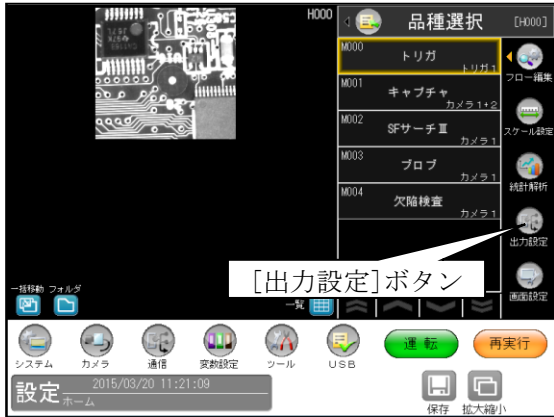 H000
品種選択
[H000]
M000
トリガ
トリガ1
M001
キャプチャ
カメラ1+2
M002
SFサーチⅢ
カメラ1
M003
ブロブ
カメラ1
M004
欠陥検査
カメラ1
フロー編集
スケール設定
統計解析
出力設定
画面設定
[出力設定]ボタン
一括移動
フォルダ
一覧
システム
カメラ
通信
変数設定
ツール
USB
運転
再実行
設定
2015/03/20 11:21:09
ホーム
保存
拡大縮小